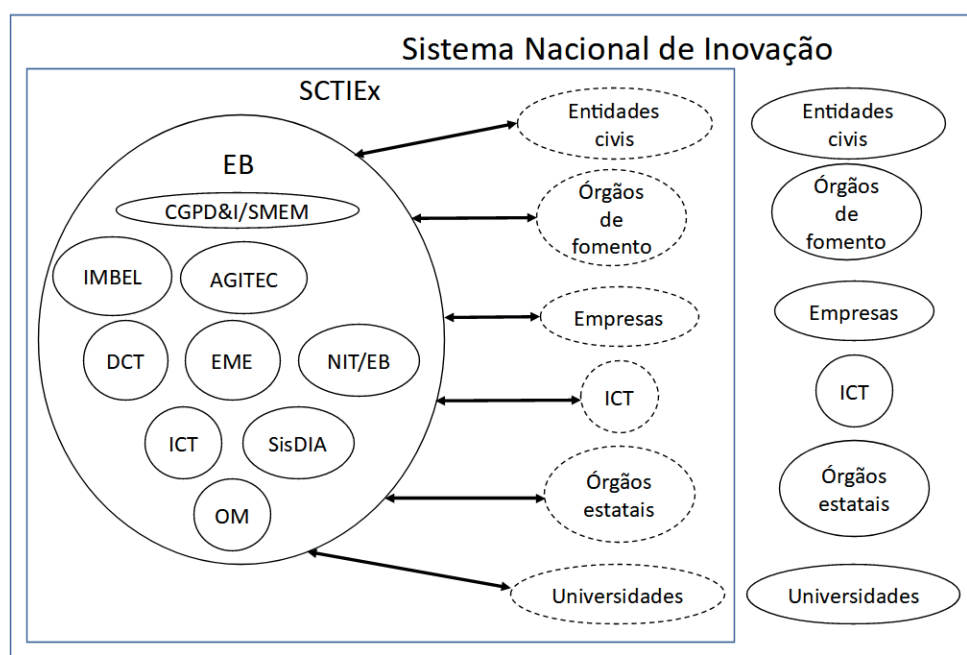 Sistema Nacional de Inovação
SCTIEx
EB
CGPD&I/SMEM
IMBEL
AGITEC
DCT
EME
NIT/EB
ICT
SisDIA
OM
Entidades
civis
Órgãos
de
fomento
Empresas
ICT
Órgãos
estatais
Universidades
Entidades
civis
Órgãos
de
fomento
Empresas
ICT
Órgãos
estatais
Universidades